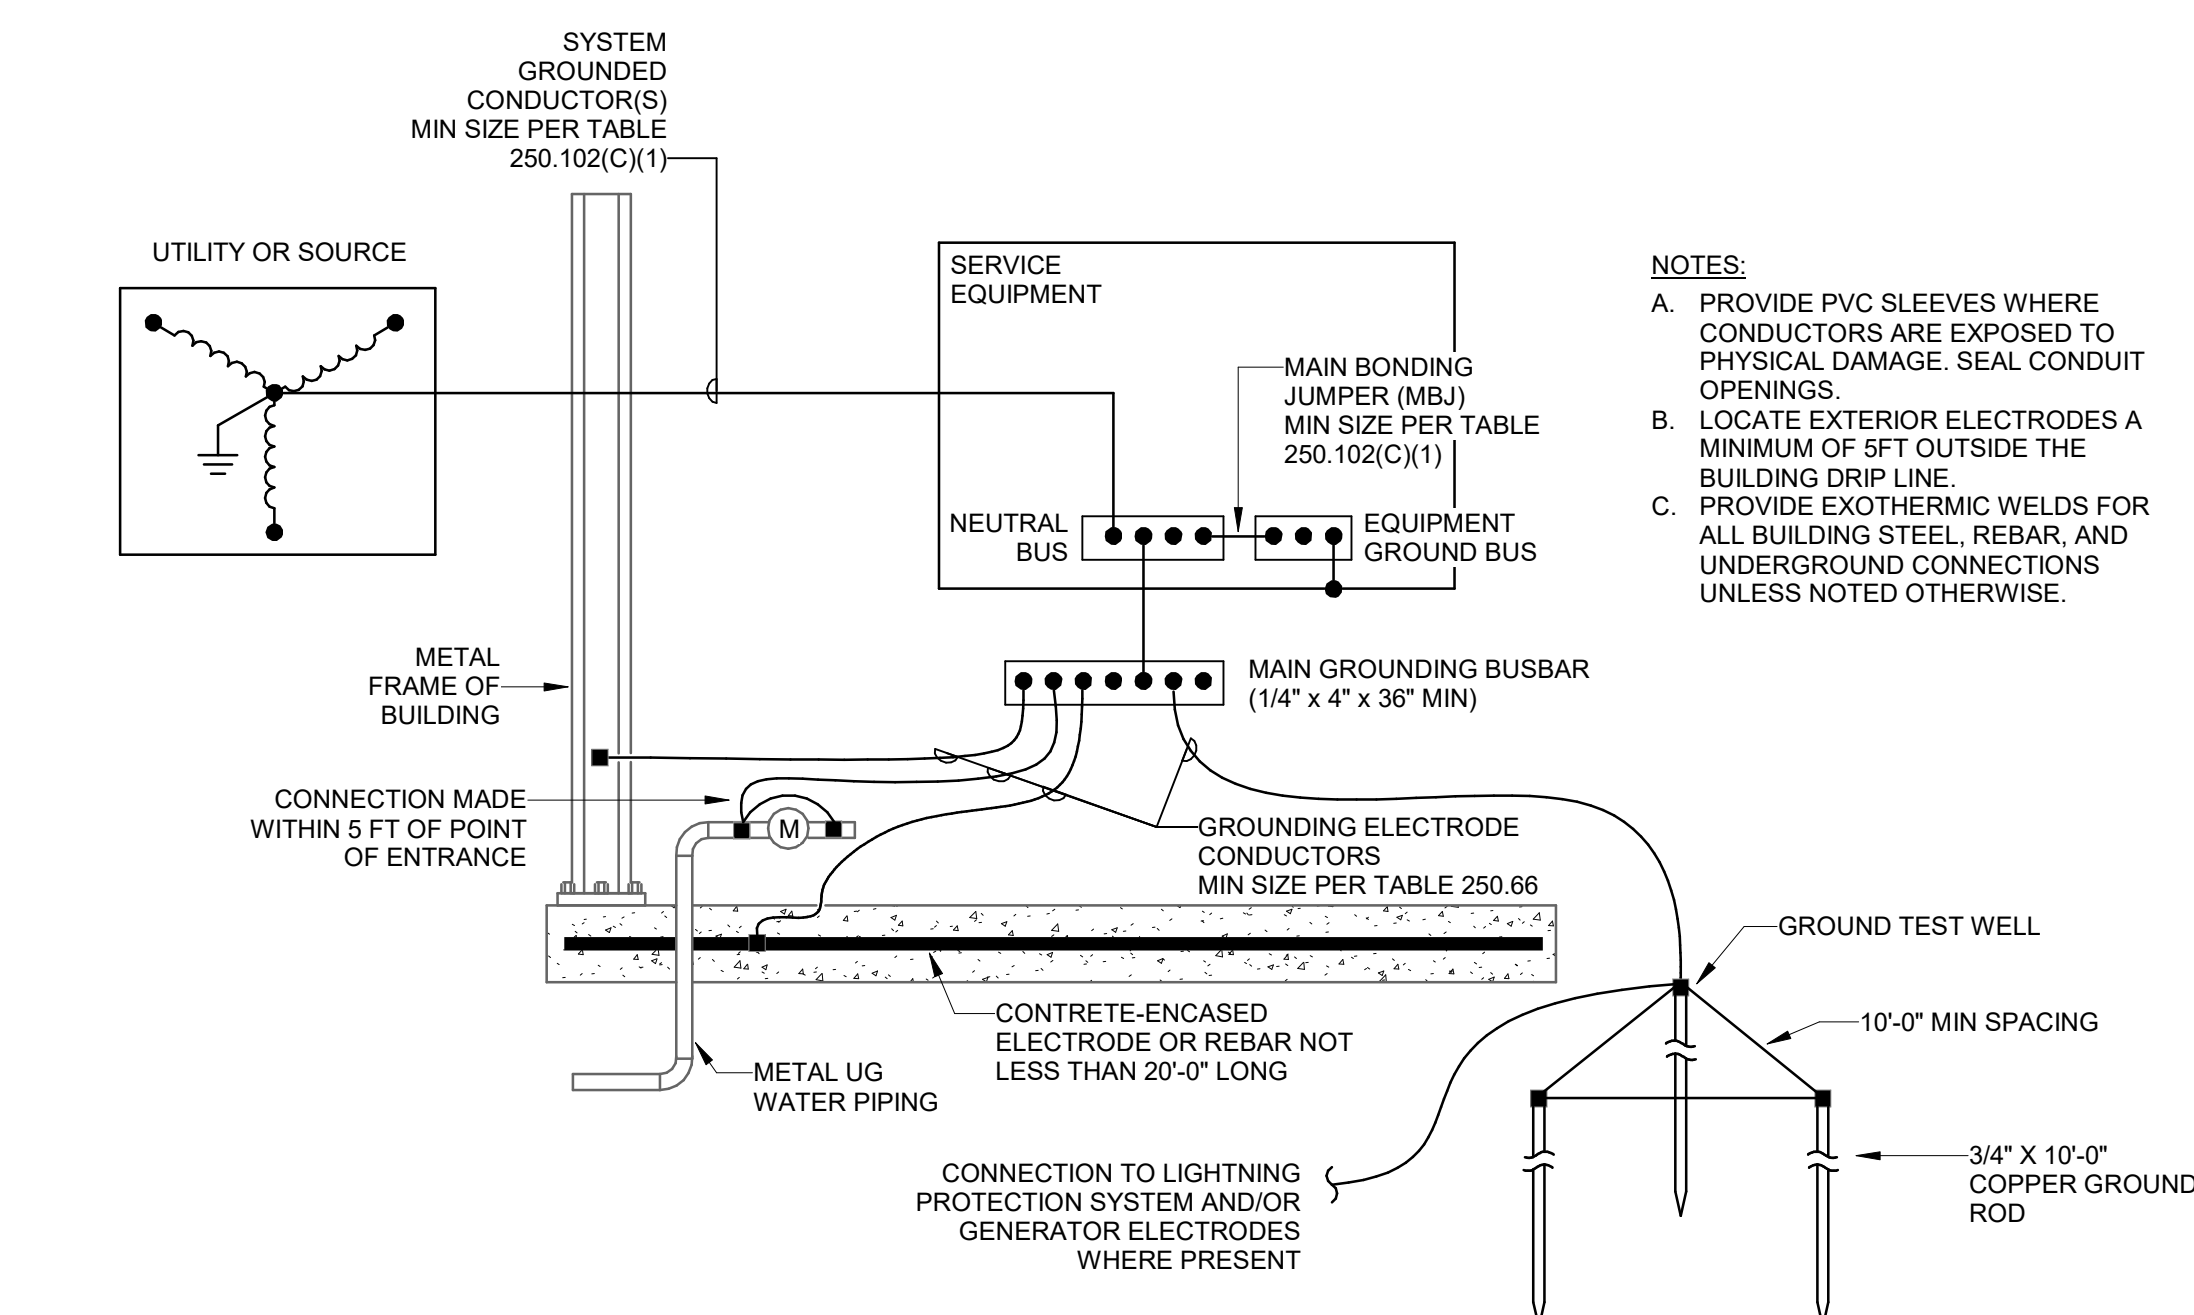 SYSTEM
GROUNDED
CONDUCTOR(S)
MIN SIZE PER TABLE
250.102(C)(1)
UTILITY OR SOURCE
SERVICE
EQUIPMENT
MAIN BONDING
JUMPER (MBJ)
MIN SIZE PER TABLE
250.102(C)(1)
NEUTRAL
BUS
EQUIPMENT
GROUND BUS
NOTES:
A. PROVIDE PVC SLEEVES WHERE
CONDUCTORS ARE EXPOSED TO
PHYSICAL DAMAGE. SEAL CONDUIT
OPENINGS.
B. LOCATE EXTERIOR ELECTRODES A
MINIMUM OF 5FT OUTSIDE THE
BUILDING DRIP LINE.
C. PROVIDE EXOTHERMIC WELDS FOR
ALL BUILDING STEEL, REBAR, AND
UNDERGROUND CONNECTIONS
UNLESS NOTED OTHERWISE.
METAL
FRAME OF
BUILDING
MAIN GROUNDING BUSBAR
(1/4" x 4" x 36" MIN)
CONNECTION MADE
WITHIN 5 FT OF POINT
OF ENTRANCE
M
GROUNDING ELECTRODE
CONDUCTORS
MIN SIZE PER TABLE 250.66
GROUND TEST WELL
CONTRETE-ENCASED
ELECTRODE OR REBAR NOT
LESS THAN 20'-0" LONG
10'-0" MIN SPACING
METAL UG
WATER PIPING
CONNECTION TO LIGHTNING
PROTECTION SYSTEM AND/OR
GENERATOR ELECTRODES
WHERE PRESENT
3/4" X 10'-0"
COPPER GROUND
ROD